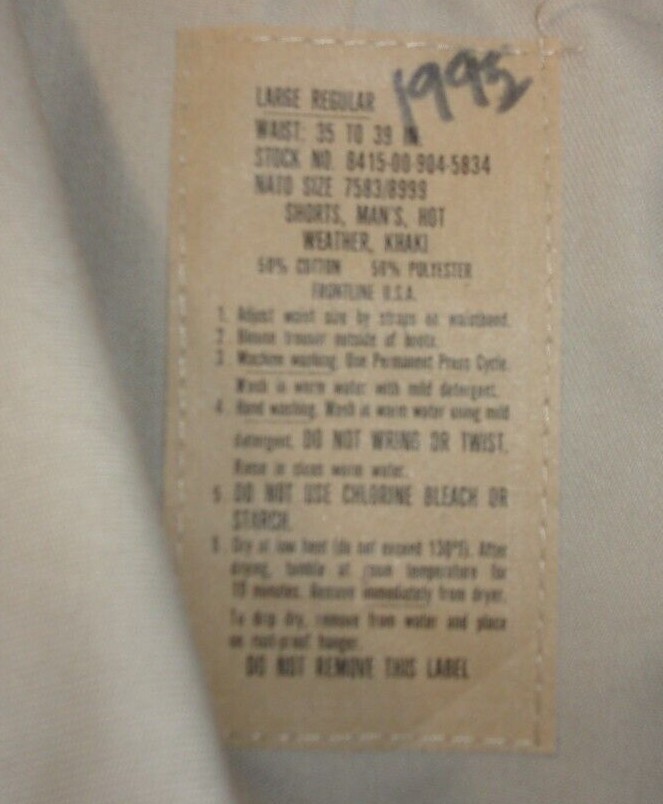 1995
LARGE REGULAR
WAIST: 35 TO 39 IN.
STOCK NO. 8415-00-904-5834
NATO SIZE 7583/8999
SHORTS, MAN'S, HOT
WEATHER, KHAKI
50% COTTON 50% POLYESTER
FRONTLINE U.S.A.
1. Adjust waist size by straps on waistband.
2. Blouse trouser outside of boots.
3. Machine washing. Use Permanent Press Cycle.
Wash in warm water with mild detergent.
4. Hand washing. Wash in warm water using mild
detergent. DO NOT WRING OR TWIST.
Rinse in clean warm water.
5. DO NOT USE CHLORINE BLEACH OR
STARCH.
6. Dry at low heat (do not exceed 130°F). After
drying, tumble at room temperature for
10 minutes. Remove immediately from dryer.
To drip dry, remove from water and place
on rust-proof hanger.
DO NOT REMOVE THIS LABEL